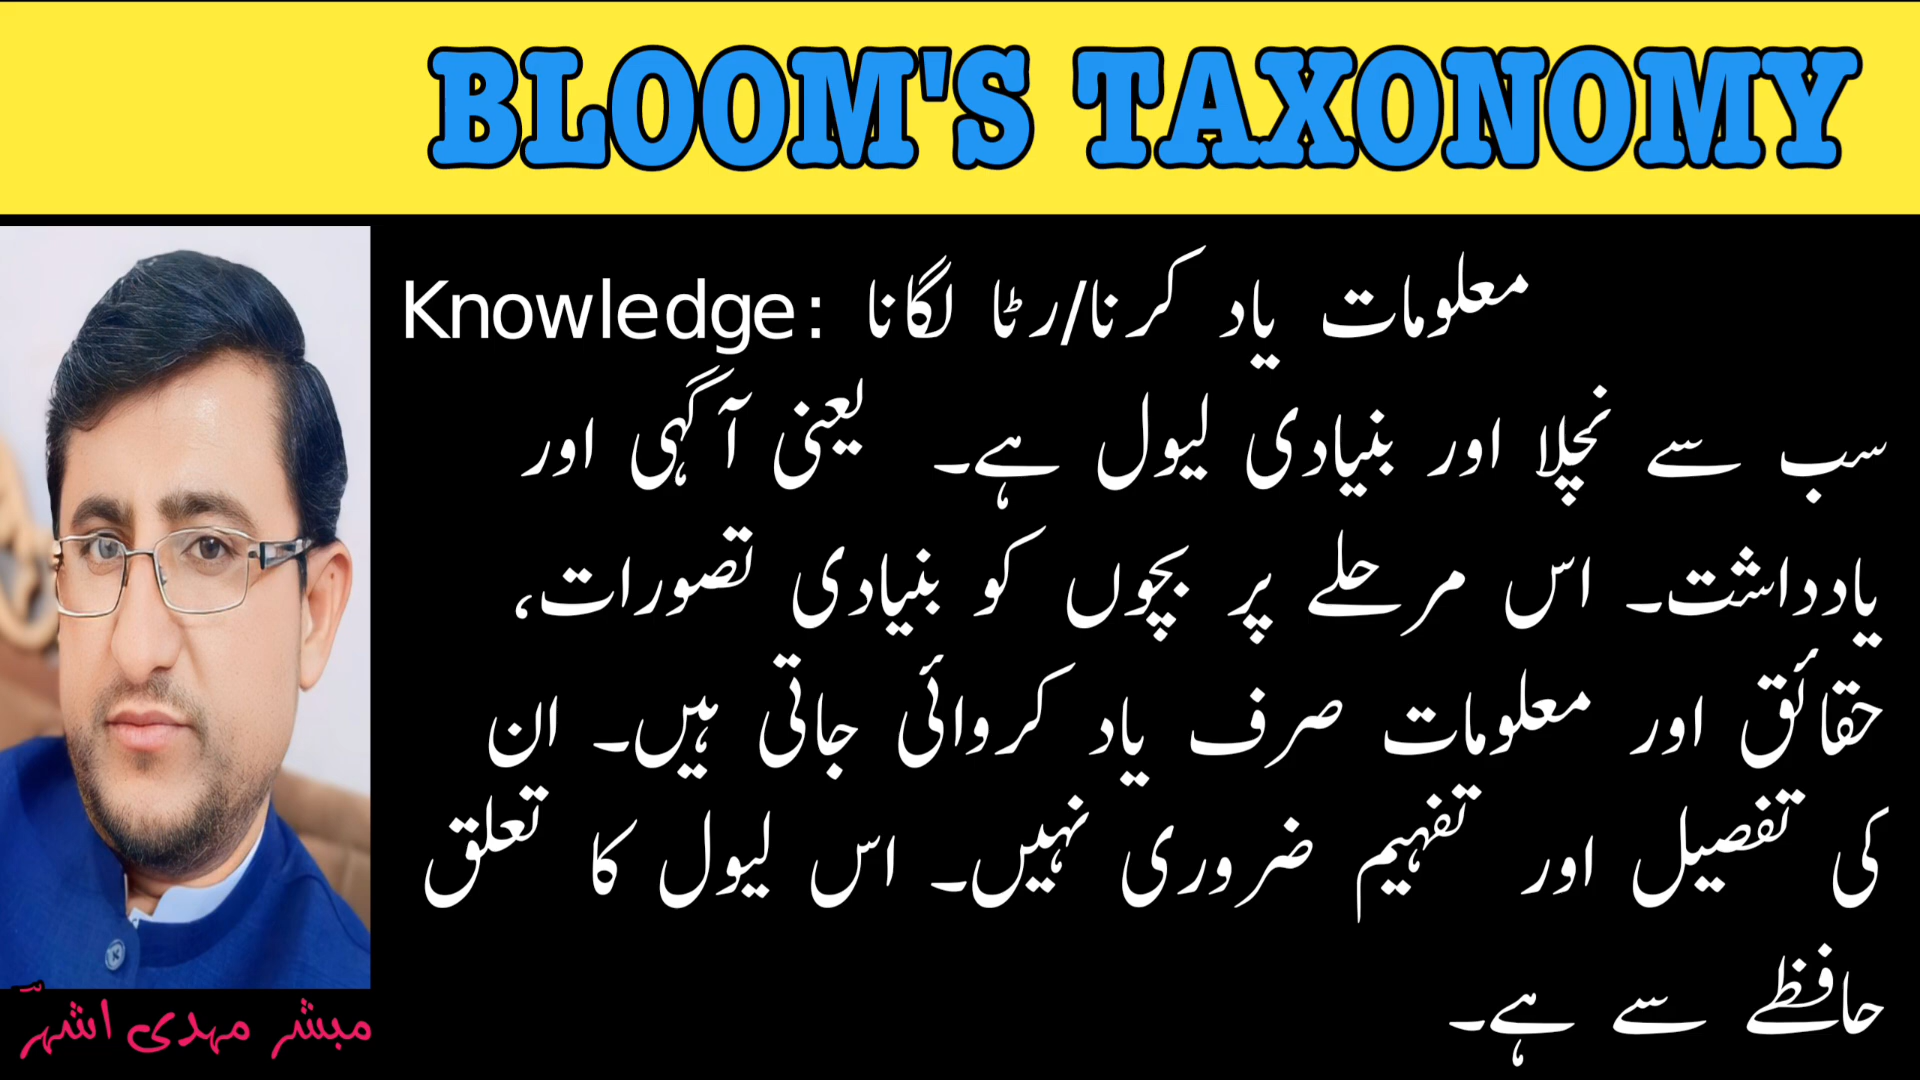 BLOOM'S TAXONOMY
Knowledge: معلومات یاد کرنا/رٹا لگانا
سب سے نچلا اور بنیادی لیول ہے۔ یعنی آگہی اور
یادداشت۔ اس مرحلے پر بچوں کو بنیادی تصورات،
حقائق اور معلومات صرف یاد کروائی جاتی ہیں۔ ان
کی تفصیل اور تفہیم ضروری نہیں۔ اس لیول کا تعلق
حافظے سے ہے۔
مبشر مہدی اشہرؔ